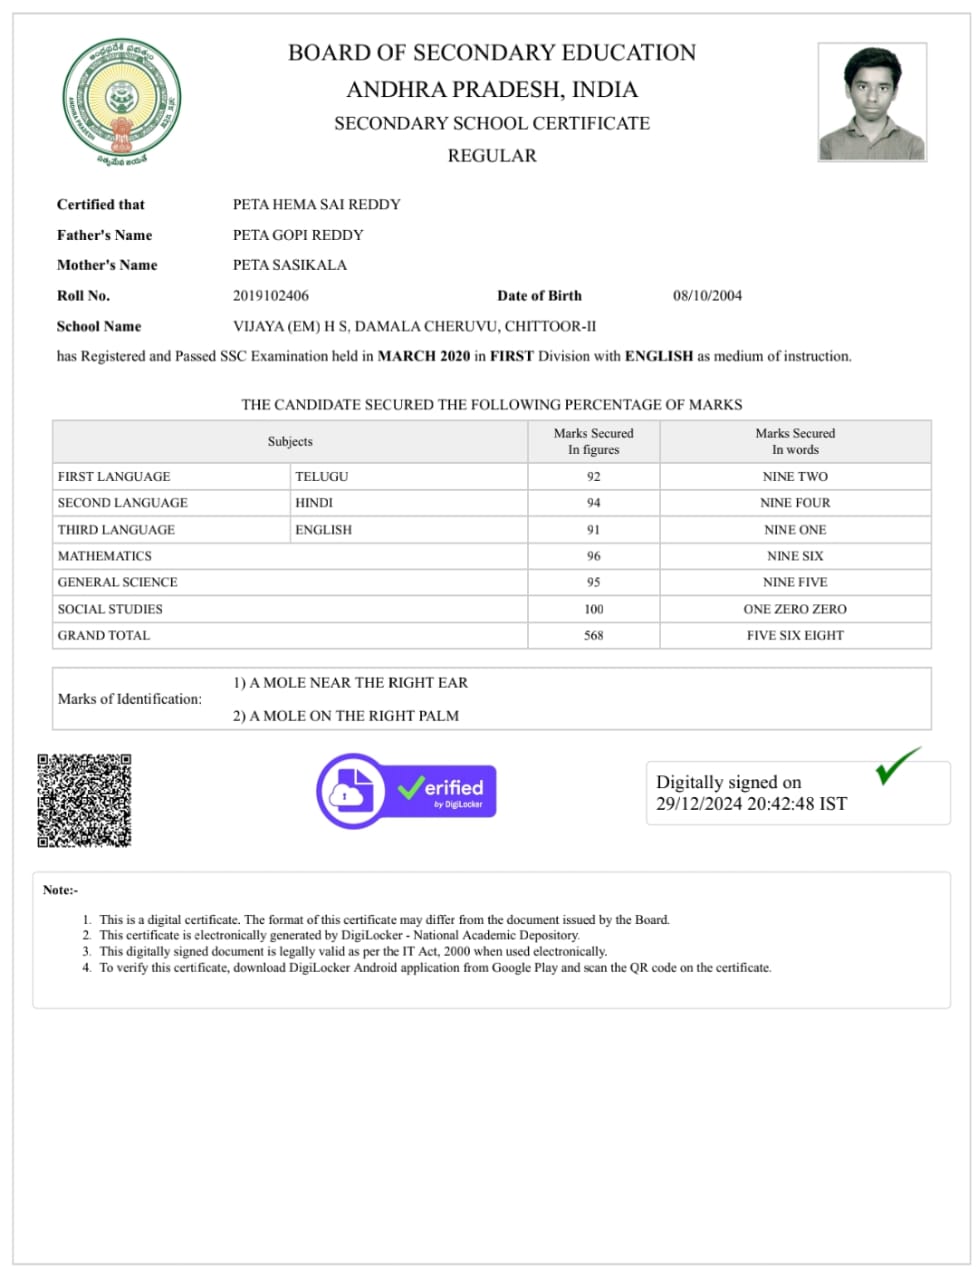 BOARD OF SECONDARY EDUCATION
ANDHRA PRADESH, INDIA
SECONDARY SCHOOL CERTIFICATE
REGULAR
ANDHRA PRADESH
సత్యమేవ జయతే
Certified that PETA HEMA SAI REDDY
Father's Name PETA GOPI REDDY
Mother's Name PETA SASIKALA
Roll No. 2019102406 Date of Birth 08/10/2004
School Name VIJAYA (EM) H S, DAMALA CHERUVU, CHITTOOR-II
has Registered and Passed SSC Examination held in MARCH 2020 in FIRST Division with ENGLISH as medium of instruction.
THE CANDIDATE SECURED THE FOLLOWING PERCENTAGE OF MARKS
Subjects Marks Secured In figures Marks Secured In words
FIRST LANGUAGE TELUGU 92 NINE TWO
SECOND LANGUAGE HINDI 94 NINE FOUR
THIRD LANGUAGE ENGLISH 91 NINE ONE
MATHEMATICS 96 NINE SIX
GENERAL SCIENCE 95 NINE FIVE
SOCIAL STUDIES 100 ONE ZERO ZERO
GRAND TOTAL 568 FIVE SIX EIGHT
Marks of Identification:
1) A MOLE NEAR THE RIGHT EAR
2) A MOLE ON THE RIGHT PALM
erified
by DigiLocker
Digitally signed on
29/12/2024 20:42:48 IST
Note:-
1. This is a digital certificate. The format of this certificate may differ from the document issued by the Board.
2. This certificate is electronically generated by DigiLocker - National Academic Depository.
3. This digitally signed document is legally valid as per the IT Act, 2000 when used electronically.
4. To verify this certificate, download DigiLocker Android application from Google Play and scan the QR code on the certificate.